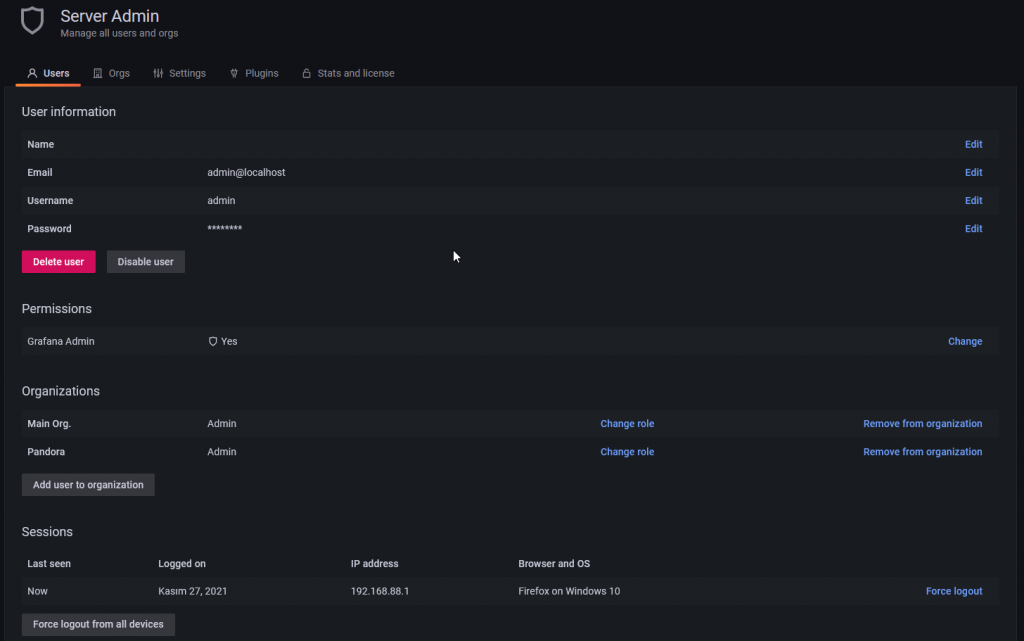 Server Admin
Manage all users and orgs
Users Orgs Settings Plugins Stats and license
User information
Name Edit
Email admin@localhost Edit
Username admin Edit
Password ******** Edit
Delete user Disable user
Permissions
Grafana Admin Yes Change
Organizations
Main Org. Admin Change role Remove from organization
Pandora Admin Change role Remove from organization
Add user to organization
Sessions
Last seen Logged on IP address Browser and OS
Now Kasım 27, 2021 192.168.88.1 Firefox on Windows 10 Force logout
Force logout from all devices